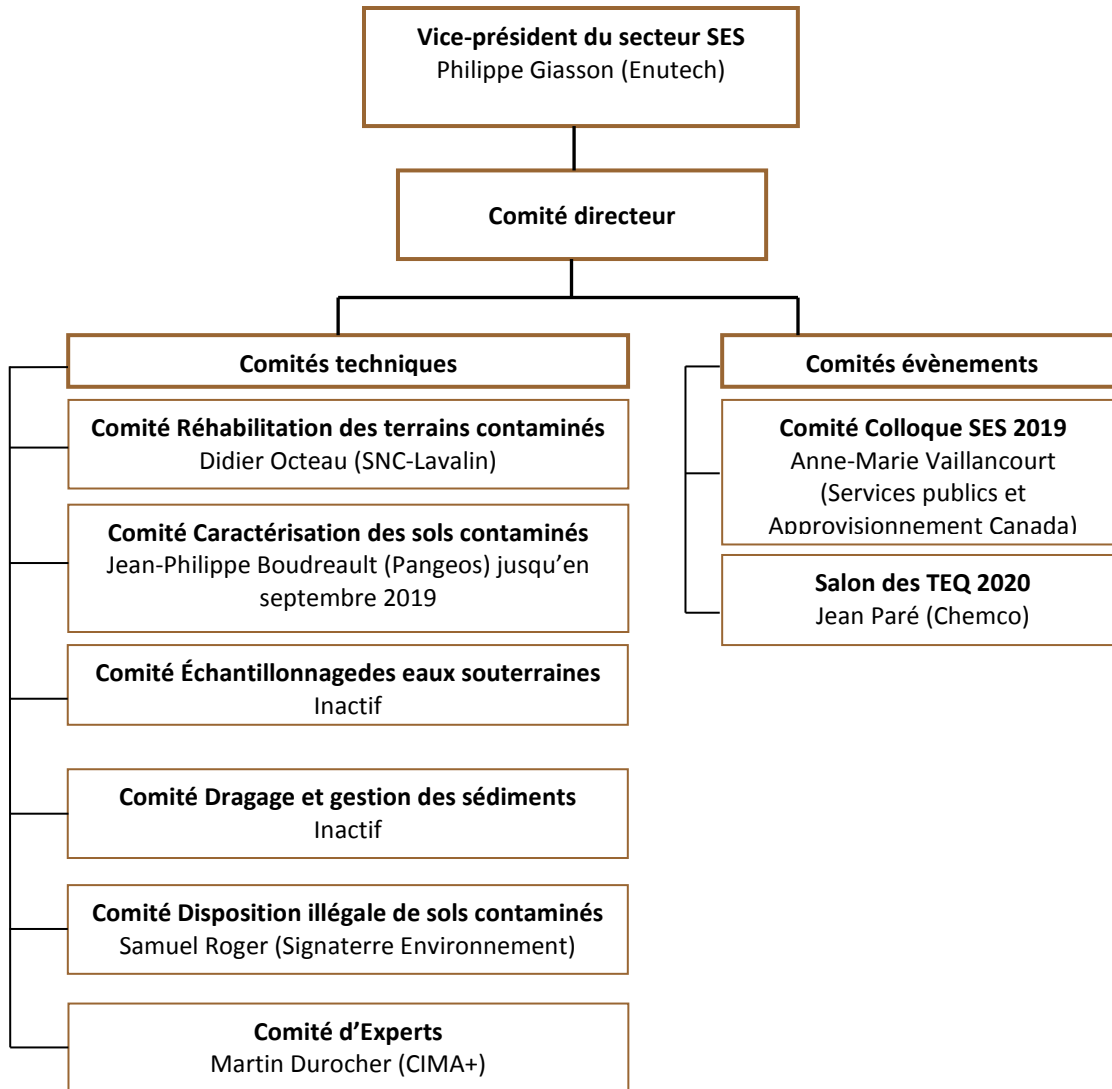 Vice-président du secteur SES
Philippe Giasson (Enutech)
Comité directeur
Comités techniques
Comité Réhabilitation des terrains contaminés
Didier Octeau (SNC-Lavalin)
Comité Caractérisation des sols contaminés
Jean-Philippe Boudreault (Pangeos) jusqu’en
septembre 2019
Comité Échantillonnagedes eaux souterraines
Inactif
Comité Dragage et gestion des sédiments
Inactif
Comité Disposition illégale de sols contaminés
Samuel Roger (Signaterre Environnement)
Comité d’Experts
Martin Durocher (CIMA+)
Comités évènements
Comité Colloque SES 2019
Anne-Marie Vaillancourt
(Services publics et
Approvisionnement Canada)
Salon des TEQ 2020
Jean Paré (Chemco)